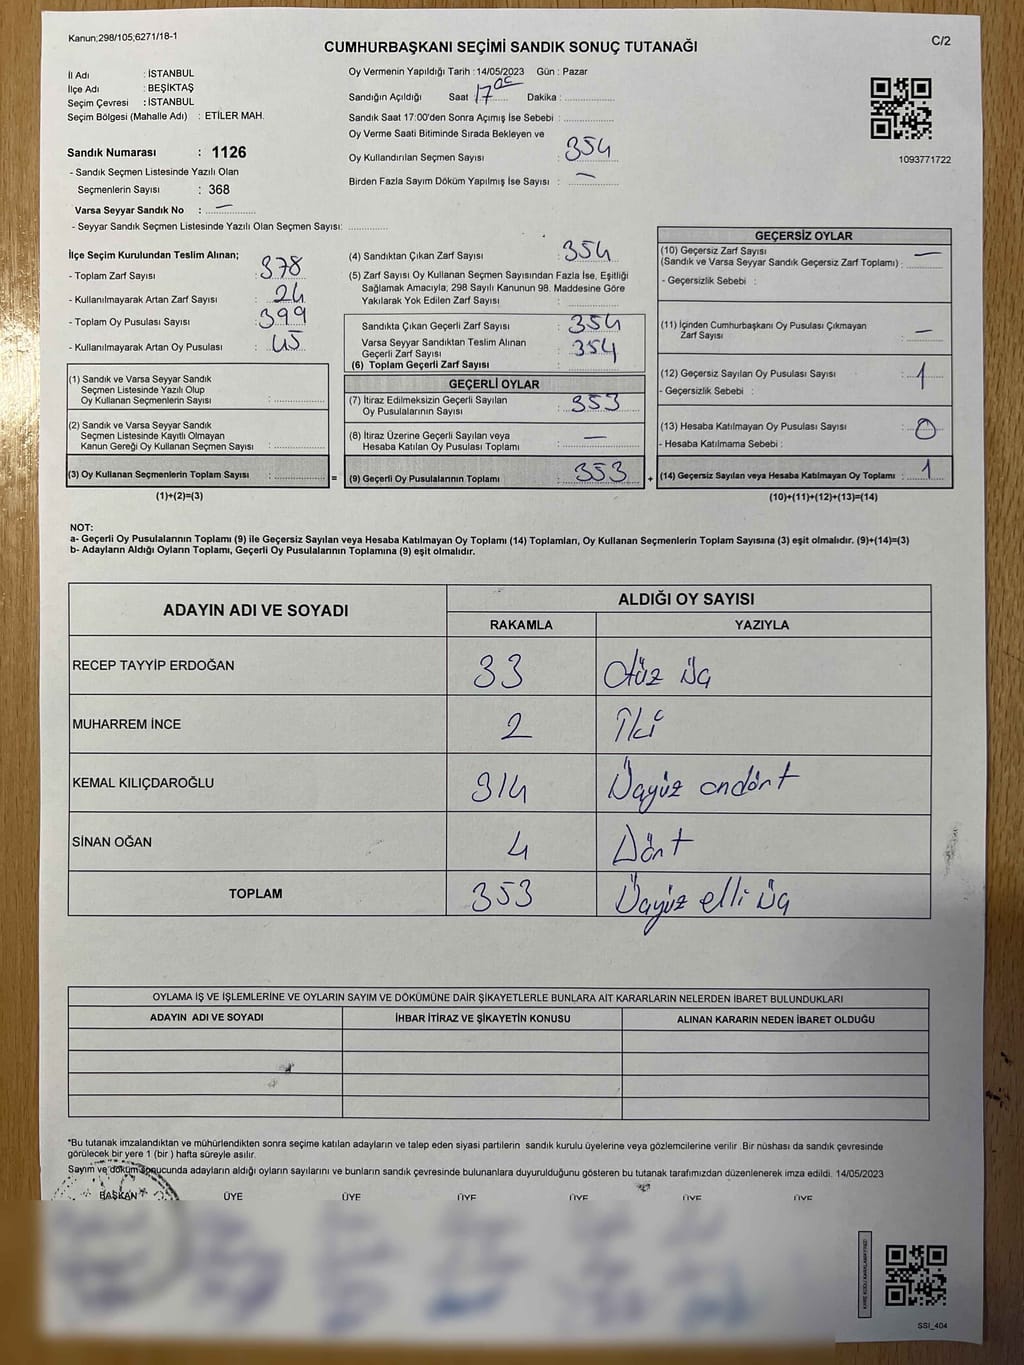 Kanun;298/105,6271/18-1
CUMHURBAŞKANI SEÇİMİ SANDIK SONUÇ TUTANAĞI
C/2
İl Adı : İSTANBUL
İlçe Adı : BEŞİKTAŞ
Seçim Çevresi : İSTANBUL
Seçim Bölgesi (Mahalle Adı) : ETİLER MAH.
Sandık Numarası : 1126
- Sandık Seçmen Listesinde Yazılı Olan
Seçmenlerin Sayısı : 368
Varsa Seyyar Sandık No : —
- Seyyar Sandık Seçmen Listesinde Yazılı Olan Seçmen Sayısı:
Oy Vermenin Yapıldığı Tarih :14/05/2023 Gün : Pazar
Sandığın Açıldığı Saat 17 Dakika :
Sandık Saat 17:00'den Sonra Açımış İse Sebebi :
Oy Verme Saati Bitiminde Sırada Bekleyen ve
Oy Kullandırılan Seçmen Sayısı : 354
Birden Fazla Sayım Döküm Yapılmış İse Sayısı : —
1093771722
İlçe Seçim Kurulundan Teslim Alınan;
- Toplam Zarf Sayısı : 378
- Kullanılmayarak Artan Zarf Sayısı : 24
- Toplam Oy Pusulası Sayısı : 399
- Kullanılmayarak Artan Oy Pusulası : 45
(1) Sandık ve Varsa Seyyar Sandık
Seçmen Listesinde Yazılı Olup
Oy Kullanan Seçmenlerin Sayısı :
(2) Sandık ve Varsa Seyyar Sandık
Seçmen Listesinde Kayıtlı Olmayan
Kanun Gereği Oy Kullanan Seçmen Sayısı :
(3) Oy Kullanan Seçmenlerin Toplam Sayısı : =
(1)+(2)=(3)
(4) Sandıktan Çıkan Zarf Sayısı : 354
(5) Zarf Sayısı Oy Kullanan Seçmen Sayısından Fazla İse, Eşitliği
Sağlamak Amacıyla, 298 Sayılı Kanunun 98. Maddesine Göre
Yakılarak Yok Edilen Zarf Sayısı :
Sandıkta Çıkan Geçerli Zarf Sayısı : 354
Varsa Seyyar Sandıktan Teslim Alınan
Geçerli Zarf Sayısı : 354
(6) Toplam Geçerli Zarf Sayısı :
GEÇERLİ OYLAR
(7) İtiraz Edilmeksizin Geçerli Sayılan
Oy Pusulalarının Sayısı : 353
(8) İtiraz Üzerine Geçerli Sayılan veya
Hesaba Katılan Oy Pusulası Toplamı : —
(9) Geçerli Oy Pusulalarının Toplamı : 353 +
GEÇERSİZ OYLAR
(10) Geçersiz Zarf Sayısı
(Sandık ve Varsa Seyyar Sandık Geçersiz Zarf Toplamı) : —
- Geçersizlik Sebebi :
(11) İçinden Cumhurbaşkanı Oy Pusulası Çıkmayan
Zarf Sayısı : —
(12) Geçersiz Sayılan Oy Pusulası Sayısı : 1
- Geçersizlik Sebebi :
(13) Hesaba Katılmayan Oy Pusulası Sayısı : 0
- Hesaba Katılmama Sebebi :
(14) Geçersiz Sayılan veya Hesaba Katılmayan Oy Toplamı : 1
(10)+(11)+(12)+(13)=(14)
NOT:
a- Geçerli Oy Pusulalarının Toplamı (9) ile Geçersiz Sayılan veya Hesaba Katılmayan Oy Toplamı (14) Toplamları, Oy Kullanan Seçmenlerin Toplam Sayısına (3) eşit olmalıdır. (9)+(14)=(3)
b- Adayların Aldığı Oyların Toplamı, Geçerli Oy Pusulalarının Toplamına (9) eşit olmalıdır.
ADAYIN ADI VE SOYADI ALDIĞI OY SAYISI
RAKAMLA YAZIYLA
RECEP TAYYİP ERDOĞAN 33 Otüz üç
MUHARREM İNCE 2 İki
KEMAL KILIÇDAROĞLU 314 Üçyüz ondört
SİNAN OĞAN 4 Dört
TOPLAM 353 Üçyüz elli üç
OYLAMA İŞ VE İŞLEMLERİNE VE OYLARIN SAYIM VE DÖKÜMÜNE DAİR ŞİKAYETLERLE BUNLARA AİT KARARLARIN NELERDEN İBARET BULUNDUKLARI
ADAYIN ADI VE SOYADI İHBAR İTİRAZ VE ŞİKAYETİN KONUSU ALINAN KARARIN NEDEN İBARET OLDUĞU
*Bu tutanak imzalandıktan ve mühürlendikten sonra seçime katılan adayların ve talep eden siyasi partilerin sandık kurulu üyelerine veya gözlemcilerine verilir .Bir nüshası da sandık çevresinde
görülecek bir yere 1 (bir ) hafta süreyle asılır.
Sayım ve döküm sonucunda adayların aldığı oyların sayılarını ve bunların sandık çevresinde bulunanlara duyurulduğunu gösteren bu tutanak tarafımızdan düzenlenerek imza edildi. 14/05/2023
BAŞKAN ÜYE ÜYE ÜYE ÜYE ÜYE ÜYE
SSI_404